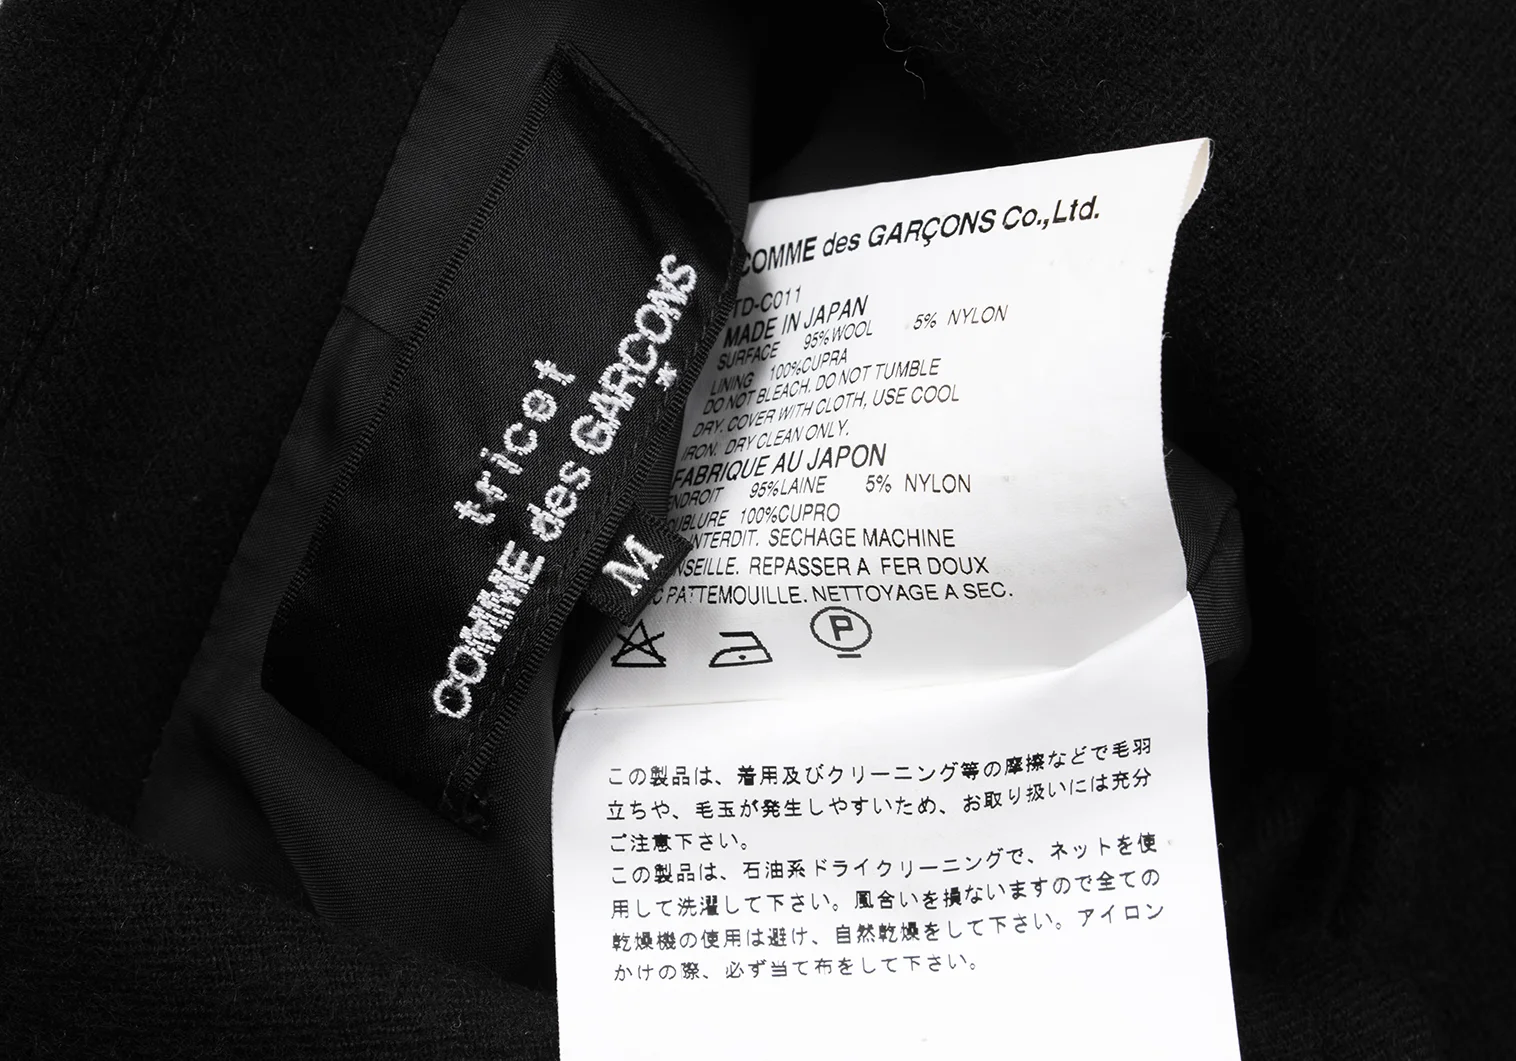 tricot
COMME des GARCONS
*
M
COMME des GARÇONS Co.,Ltd.
TD-C011
MADE IN JAPAN
SURFACE 95%WOOL 5% NYLON
LINING 100%CUPRA
DO NOT BLEACH. DO NOT TUMBLE
DRY. COVER WITH CLOTH, USE COOL
IRON. DRY CLEAN ONLY.
FABRIQUE AU JAPON
ENDROIT 95%LAINE 5% NYLON
OUBLURE 100%CUPRO
NTERDIT. SECHAGE MACHINE
NSEILLE. REPASSER A FER DOUX
C PATTEMOUILLE. NETTOYAGE A SEC.
P
この製品は、着用及びクリーニング等の摩擦などで毛羽
立ちや、毛玉が発生しやすいため、お取り扱いには充分
ご注意下さい。
この製品は、石油系ドライクリーニングで、ネットを使
用して洗濯して下さい。風合いを損ないますので全ての
乾燥機の使用は避け、自然乾燥をして下さい。アイロン
かけの際、必ず当て布をして下さい。